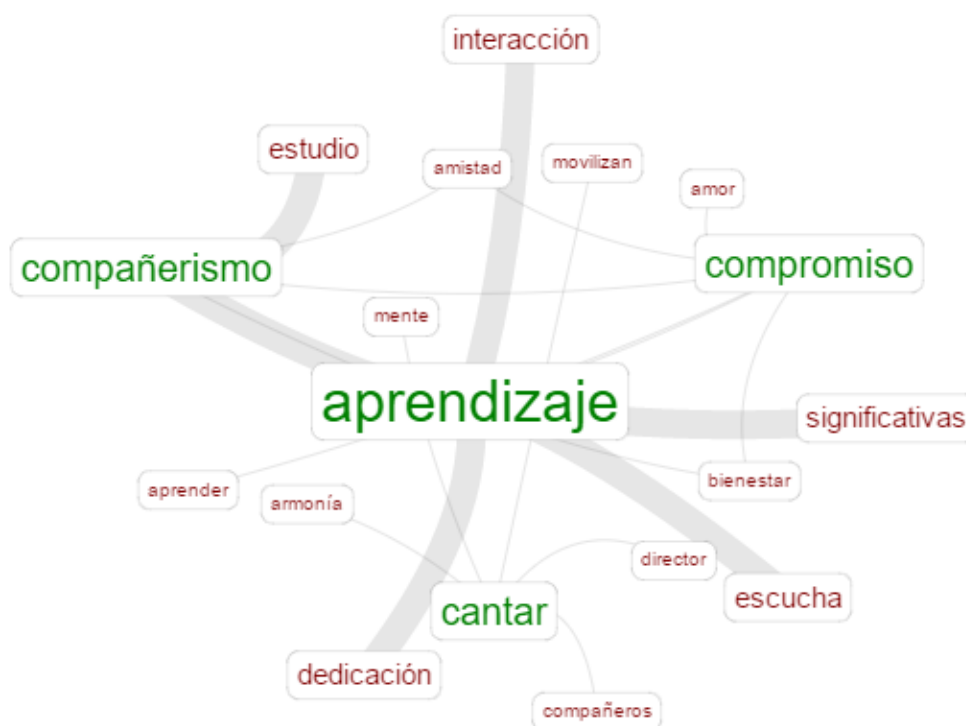 interacción
estudio
amistad
movilizan
amor
compañerismo
compromiso
mente
aprendizaje
significativas
aprender
armonía
bienestar
director
cantar
escucha
dedicación
compañeros